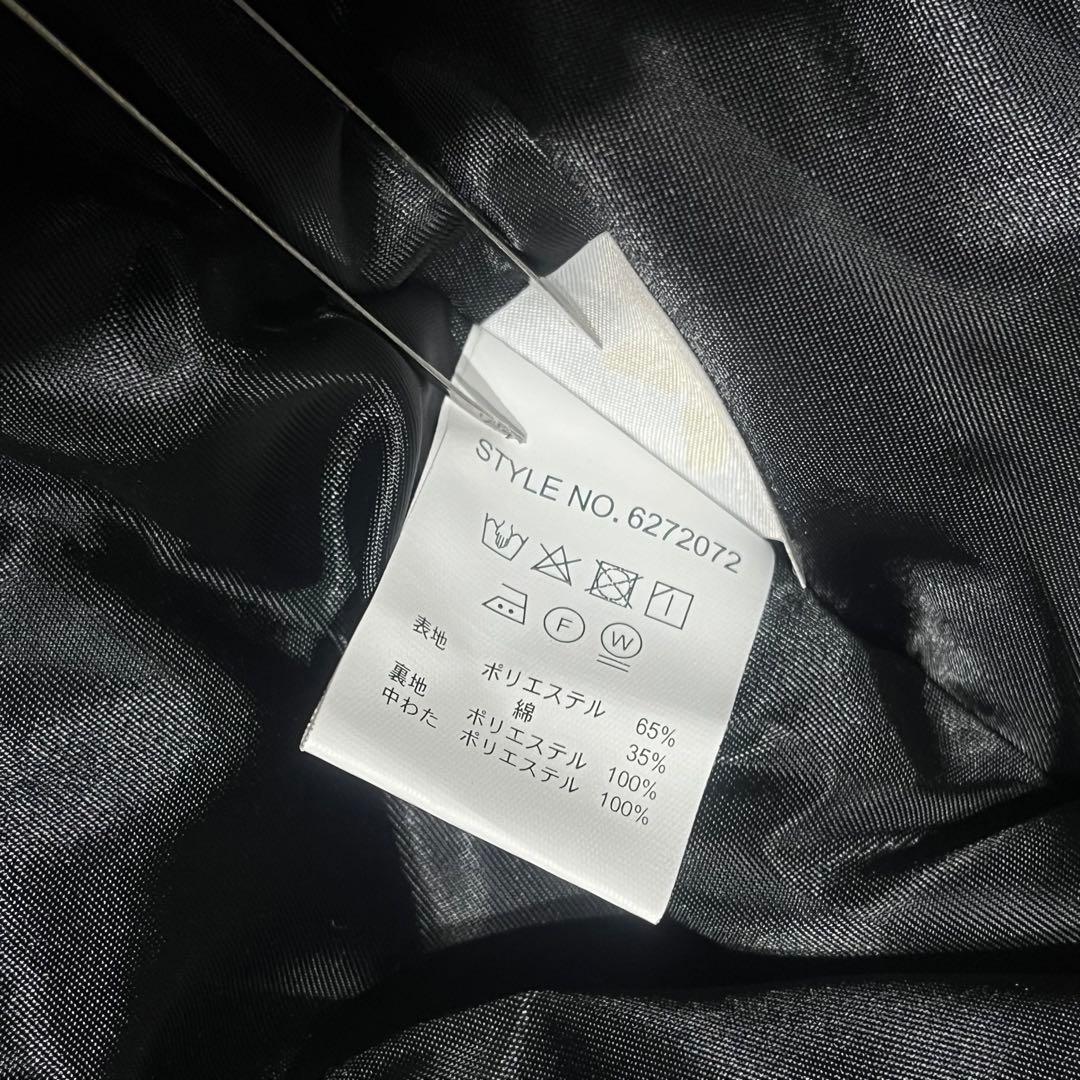 STYLE NO. 6272072
F W
表地 ポリエステル 65%
綿 35%
裏地 ポリエステル 100%
中わた ポリエステル 100%